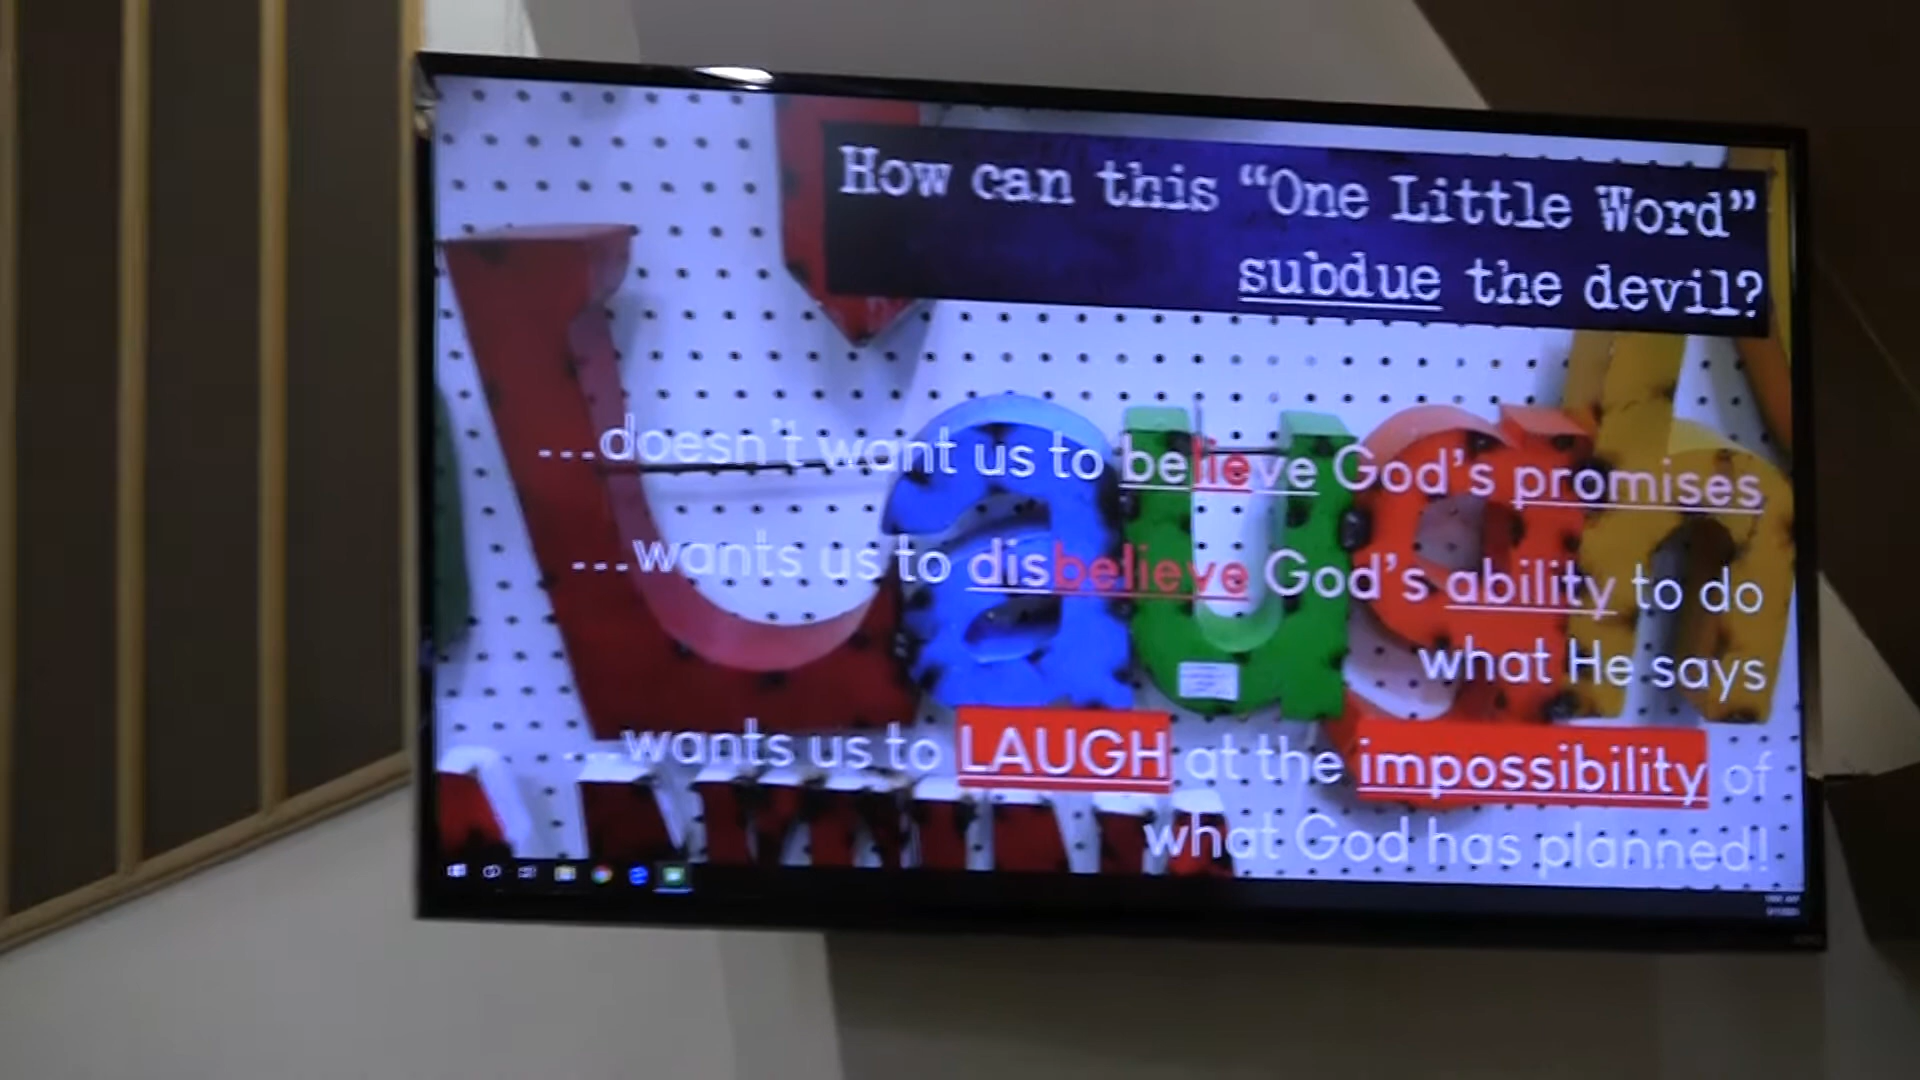 How can this “One Little Word”
subdue the devil?
Laugh
...doesn't want us to believe God's promises
...wants us to disbelieve God's ability to do
what He says
...wants us to LAUGH at the impossibility of
what God has planned!